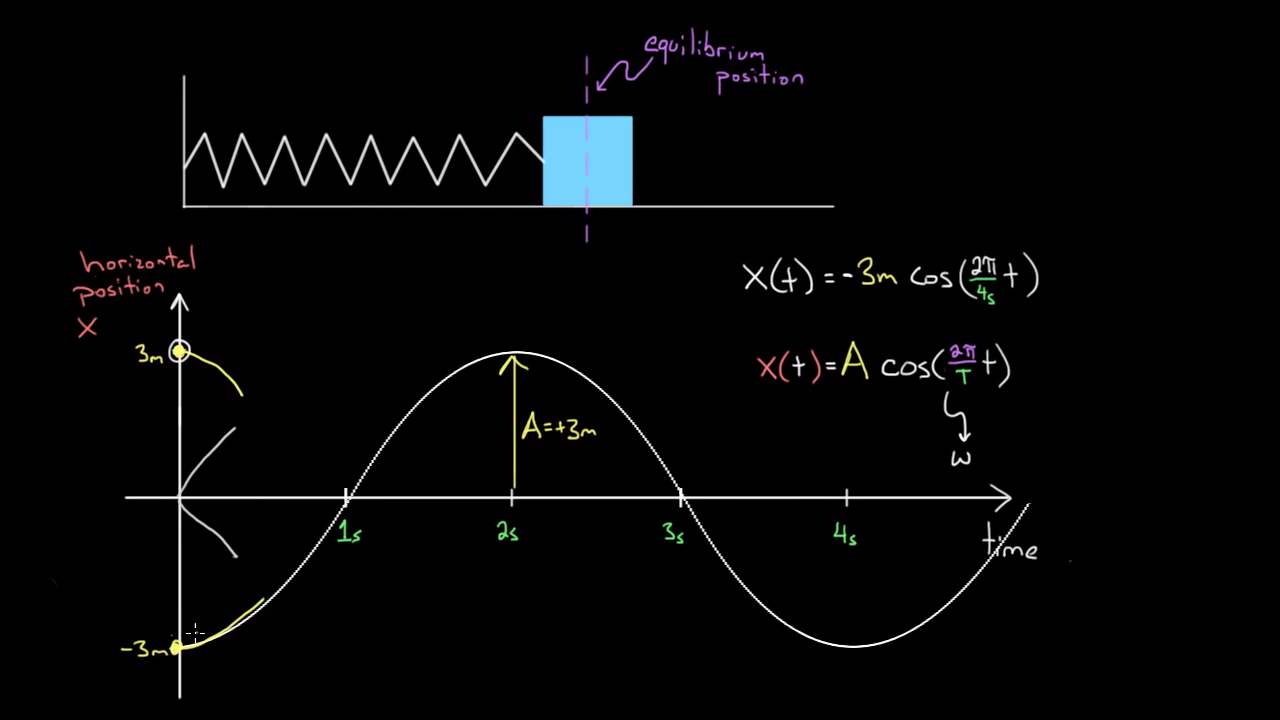 equilibrium
position
horizontal
position
x
x(t) = -3m cos(2π/4s t)
3m
x(t) = A cos(2π/T t)
A=+3m
ω
1s
2s
3s
4s
time
-3m